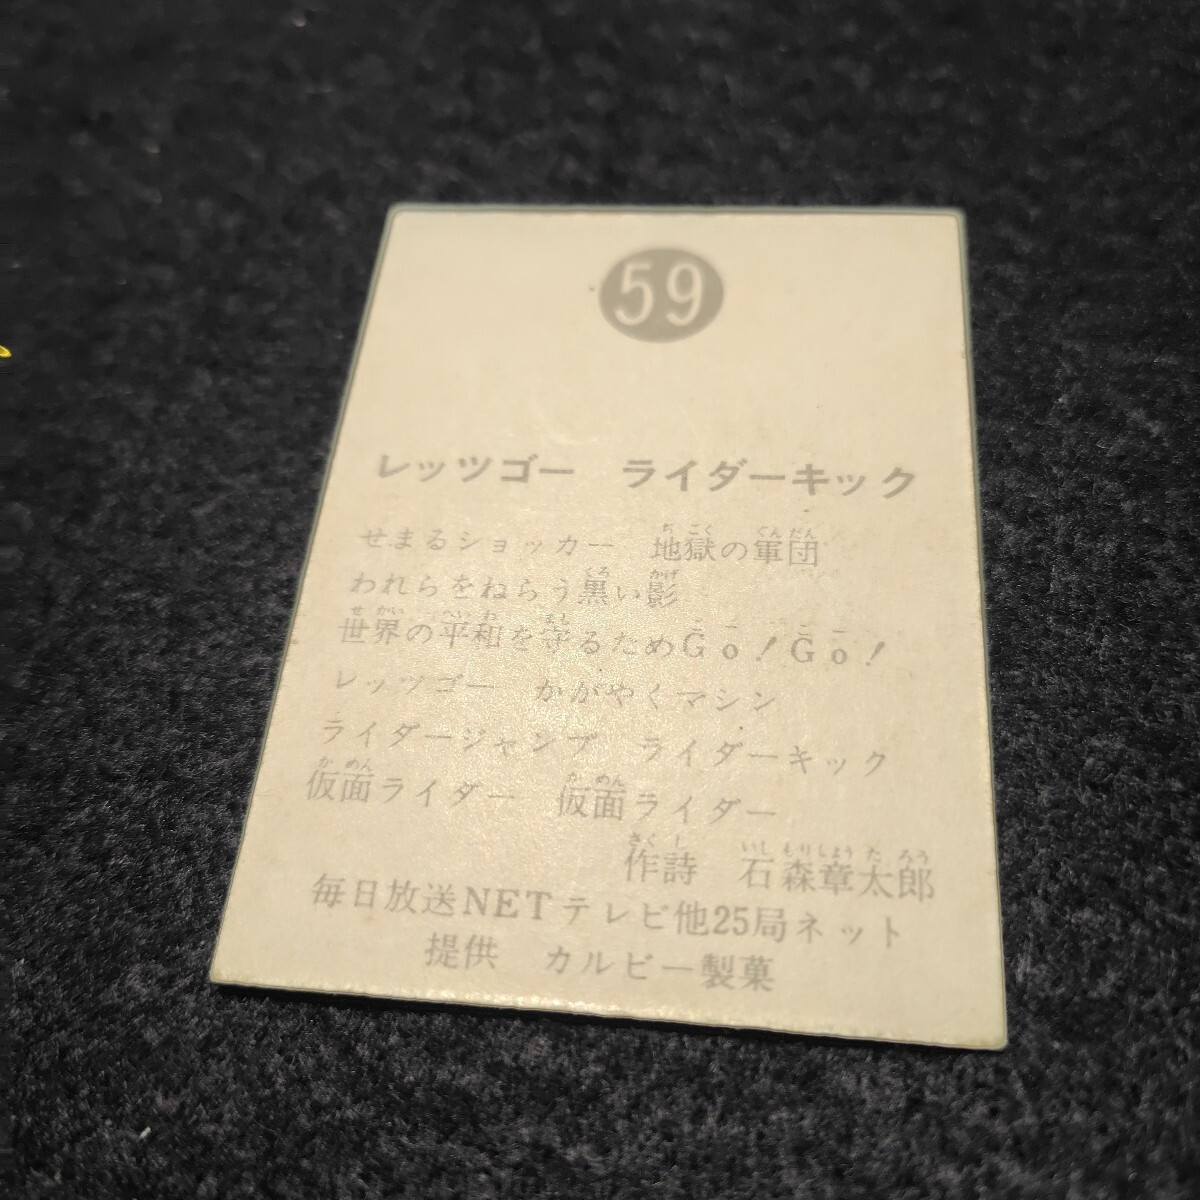 59
レッツゴー　ライダーキック
せまるショッカー　地獄の軍団
われらをねらう黒い影
世界の平和を守るためGo！Go！
レッツゴー　かがやくマシン
ライダージャンプ　ライダーキック
仮面ライダー　仮面ライダー
作詩　石森章太郎
毎日放送NETテレビ他25局ネット
提供　カルビー製菓